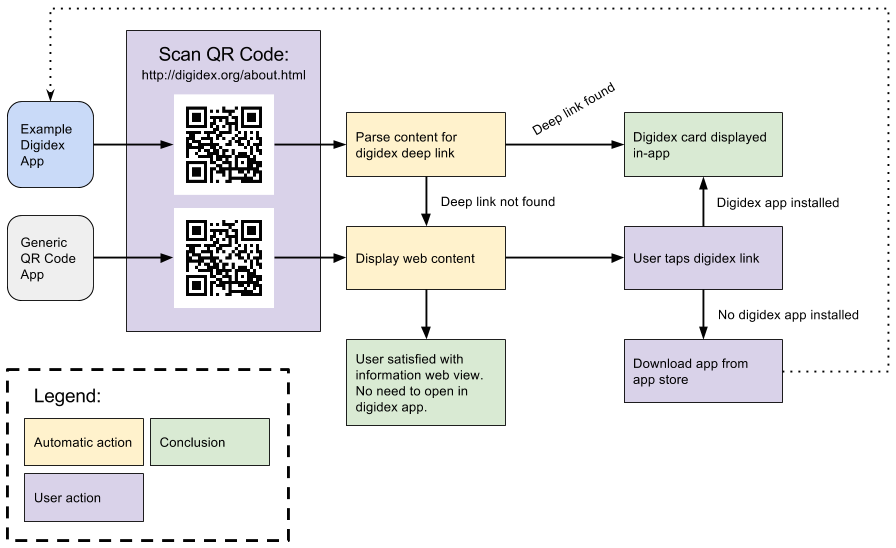 Scan QR Code:
http://digidex.org/about.html
Example
Digidex
App
Parse content for
digidex deep link
Deep link found
Digidex card displayed
in-app
Deep link not found
Digidex app installed
Generic
QR Code
App
Display web content
User taps digidex link
No digidex app installed
User satisfied with
information web view.
No need to open in
digidex app.
Download app from
app store
Legend:
Automatic action
Conclusion
User action